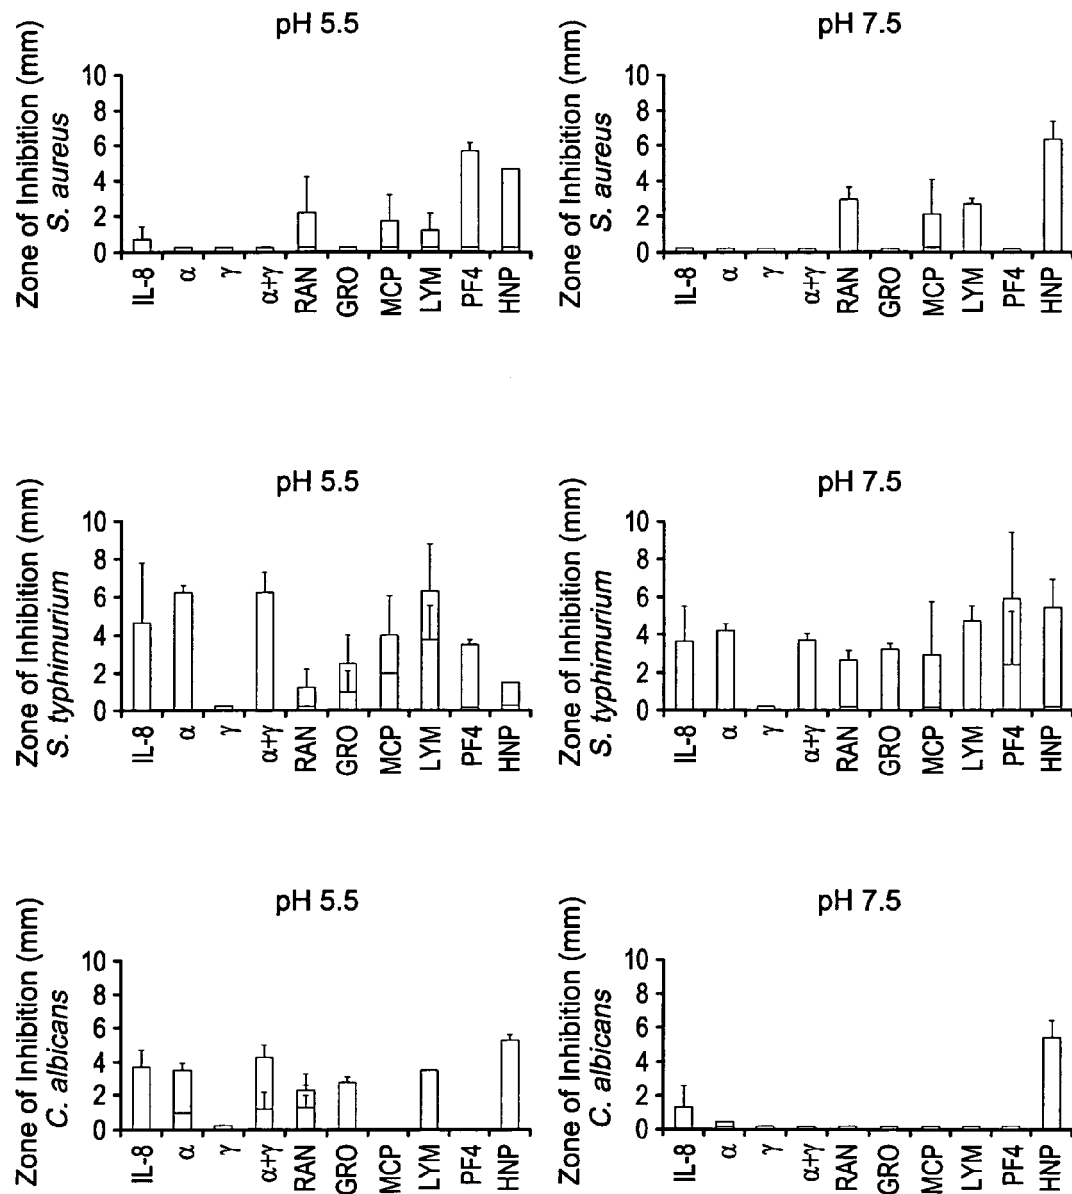 pH 5.5
Zone of Inhibition (mm)
S. aureus
10
8
6
4
2
0
IL-8
α
γ
α+γ
RAN
GRO
MCP
LYM
PF4
HNP
pH 7.5
Zone of Inhibition (mm)
S. aureus
10
8
6
4
2
0
IL-8
α
γ
α+γ
RAN
GRO
MCP
LYM
PF4
HNP
pH 5.5
Zone of Inhibition (mm)
S. typhimurium
10
8
6
4
2
0
IL-8
α
γ
α+γ
RAN
GRO
MCP
LYM
PF4
HNP
pH 7.5
Zone of Inhibition (mm)
S. typhimurium
10
8
6
4
2
0
IL-8
α
γ
α+γ
RAN
GRO
MCP
LYM
PF4
HNP
pH 5.5
Zone of Inhibition (mm)
C. albicans
10
8
6
4
2
0
IL-8
α
γ
α+γ
RAN
GRO
MCP
LYM
PF4
HNP
pH 7.5
Zone of Inhibition (mm)
C. albicans
10
8
6
4
2
0
IL-8
α
γ
α+γ
RAN
GRO
MCP
LYM
PF4
HNP